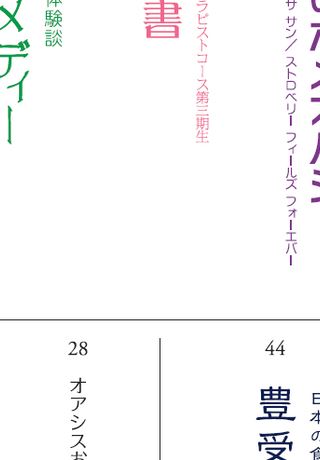 サ サン／ ストロベリー フィールズ フォーエバー
ラピストコース第三期生
書
体験談
メディー
44
日本の食
豊受
28
オアシスお